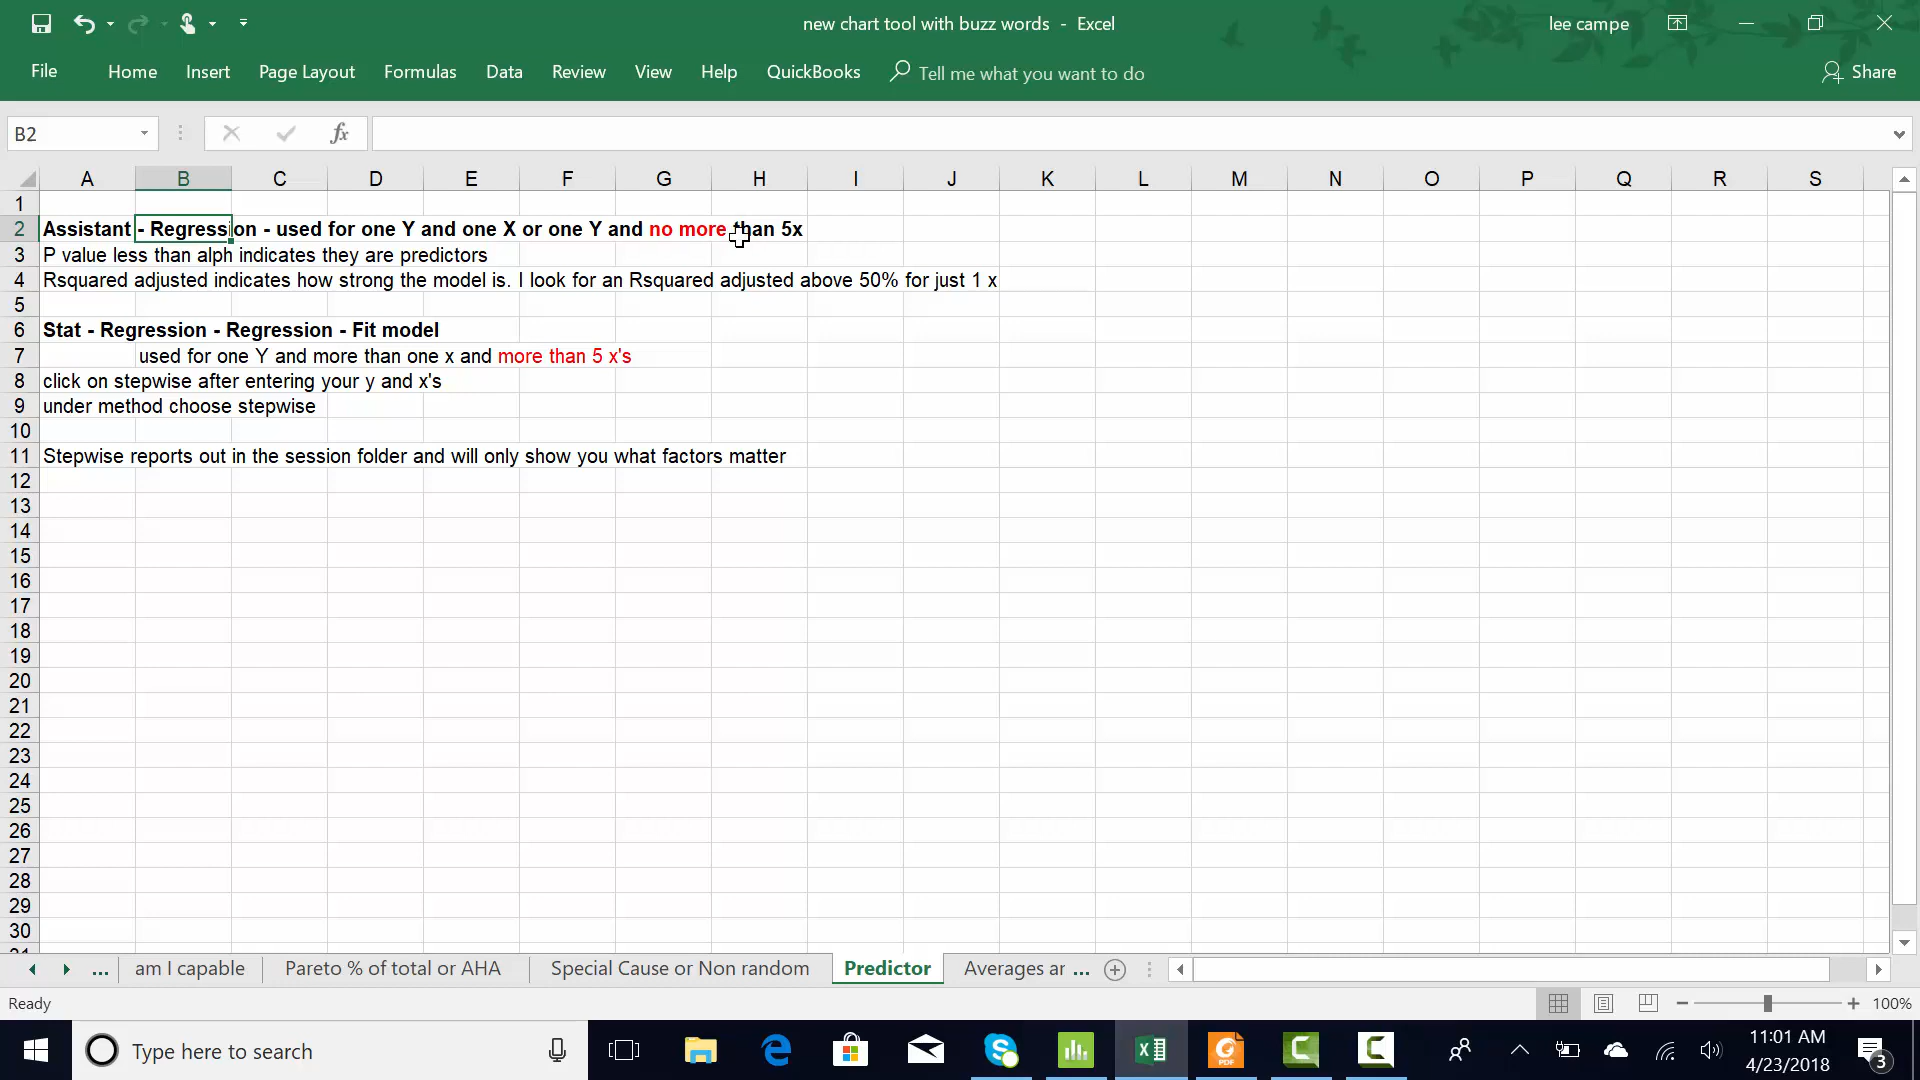 new chart tool with buzz words - Excel
lee campe
File Home Insert Page Layout Formulas Data Review View Help QuickBooks Tell me what you want to do Share
B2 fx
A B C D E F G H I J K L M N O P Q R S
1
2 Assistant - Regression - used for one Y and one X or one Y and no more than 5x
3 P value less than alph indicates they are predictors
4 Rsquared adjusted indicates how strong the model is. I look for an Rsquared adjusted above 50% for just 1 x
5
6 Stat - Regression - Regression - Fit model
7 used for one Y and more than one x and more than 5 x's
8 click on stepwise after entering your y and x's
9 under method choose stepwise
10
11 Stepwise reports out in the session folder and will only show you what factors matter
12
13
14
15
16
17
18
19
20
21
22
23
24
25
26
27
28
29
30
... am I capable Pareto % of total or AHA Special Cause or Non random Predictor Averages ar ...
Ready 100%
Type here to search
PDF
11:01 AM
4/23/2018
3